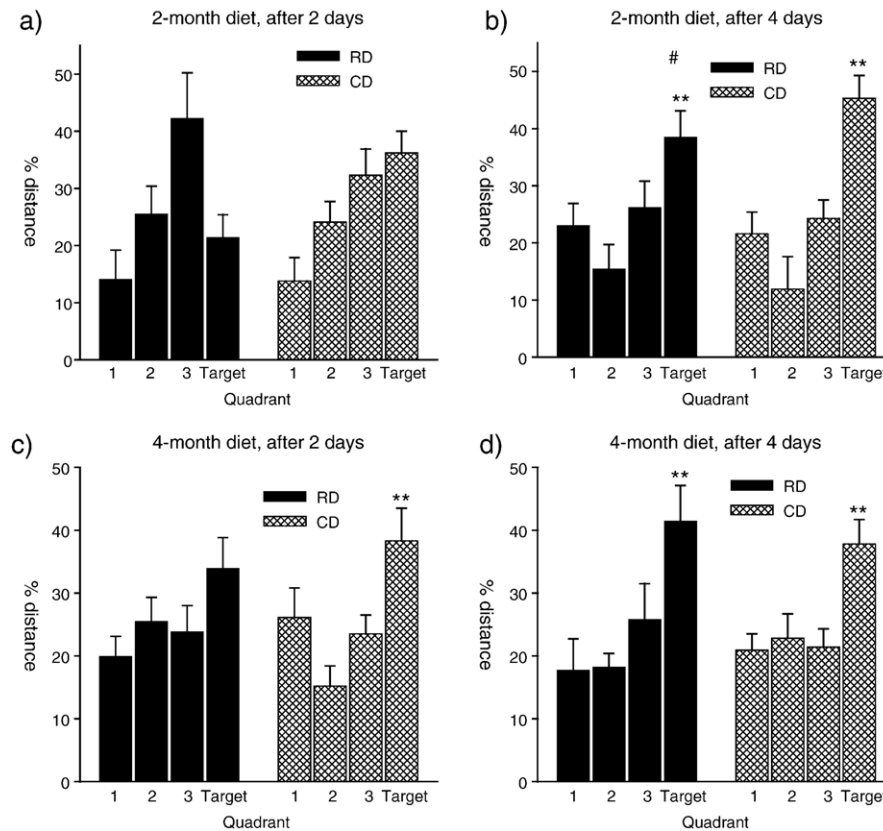 a)
2-month diet, after 2 days
50
40
30
20
10
0
% distance
RD
CD
1 2 3 Target 1 2 3 Target
Quadrant
b)
2-month diet, after 4 days
50
40
30
20
10
0
% distance
#
RD
CD
**
**
1 2 3 Target 1 2 3 Target
Quadrant
c)
4-month diet, after 2 days
50
40
30
20
10
0
% distance
RD
CD
**
1 2 3 Target 1 2 3 Target
Quadrant
d)
4-month diet, after 4 days
50
40
30
20
10
0
% distance
**
RD
CD
**
1 2 3 Target 1 2 3 Target
Quadrant